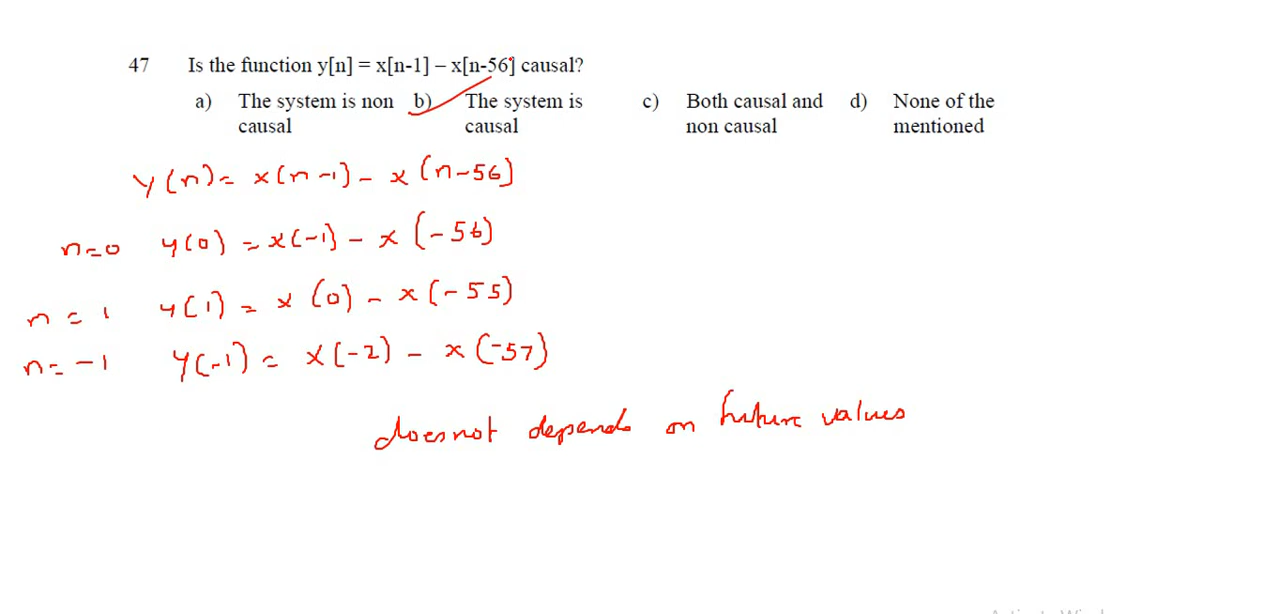 47 Is the function y[n] = x[n-1] – x[n-56] causal?
a) The system is non causal
b) The system is causal
c) Both causal and non causal
d) None of the mentioned
y(n) = x(n-1) - x(n-56)
n=0 y(0) = x(-1) - x(-56)
n = 1 y(1) = x(0) - x(-55)
n = -1 y(-1) = x(-2) - x(-57)
does not depends on future values